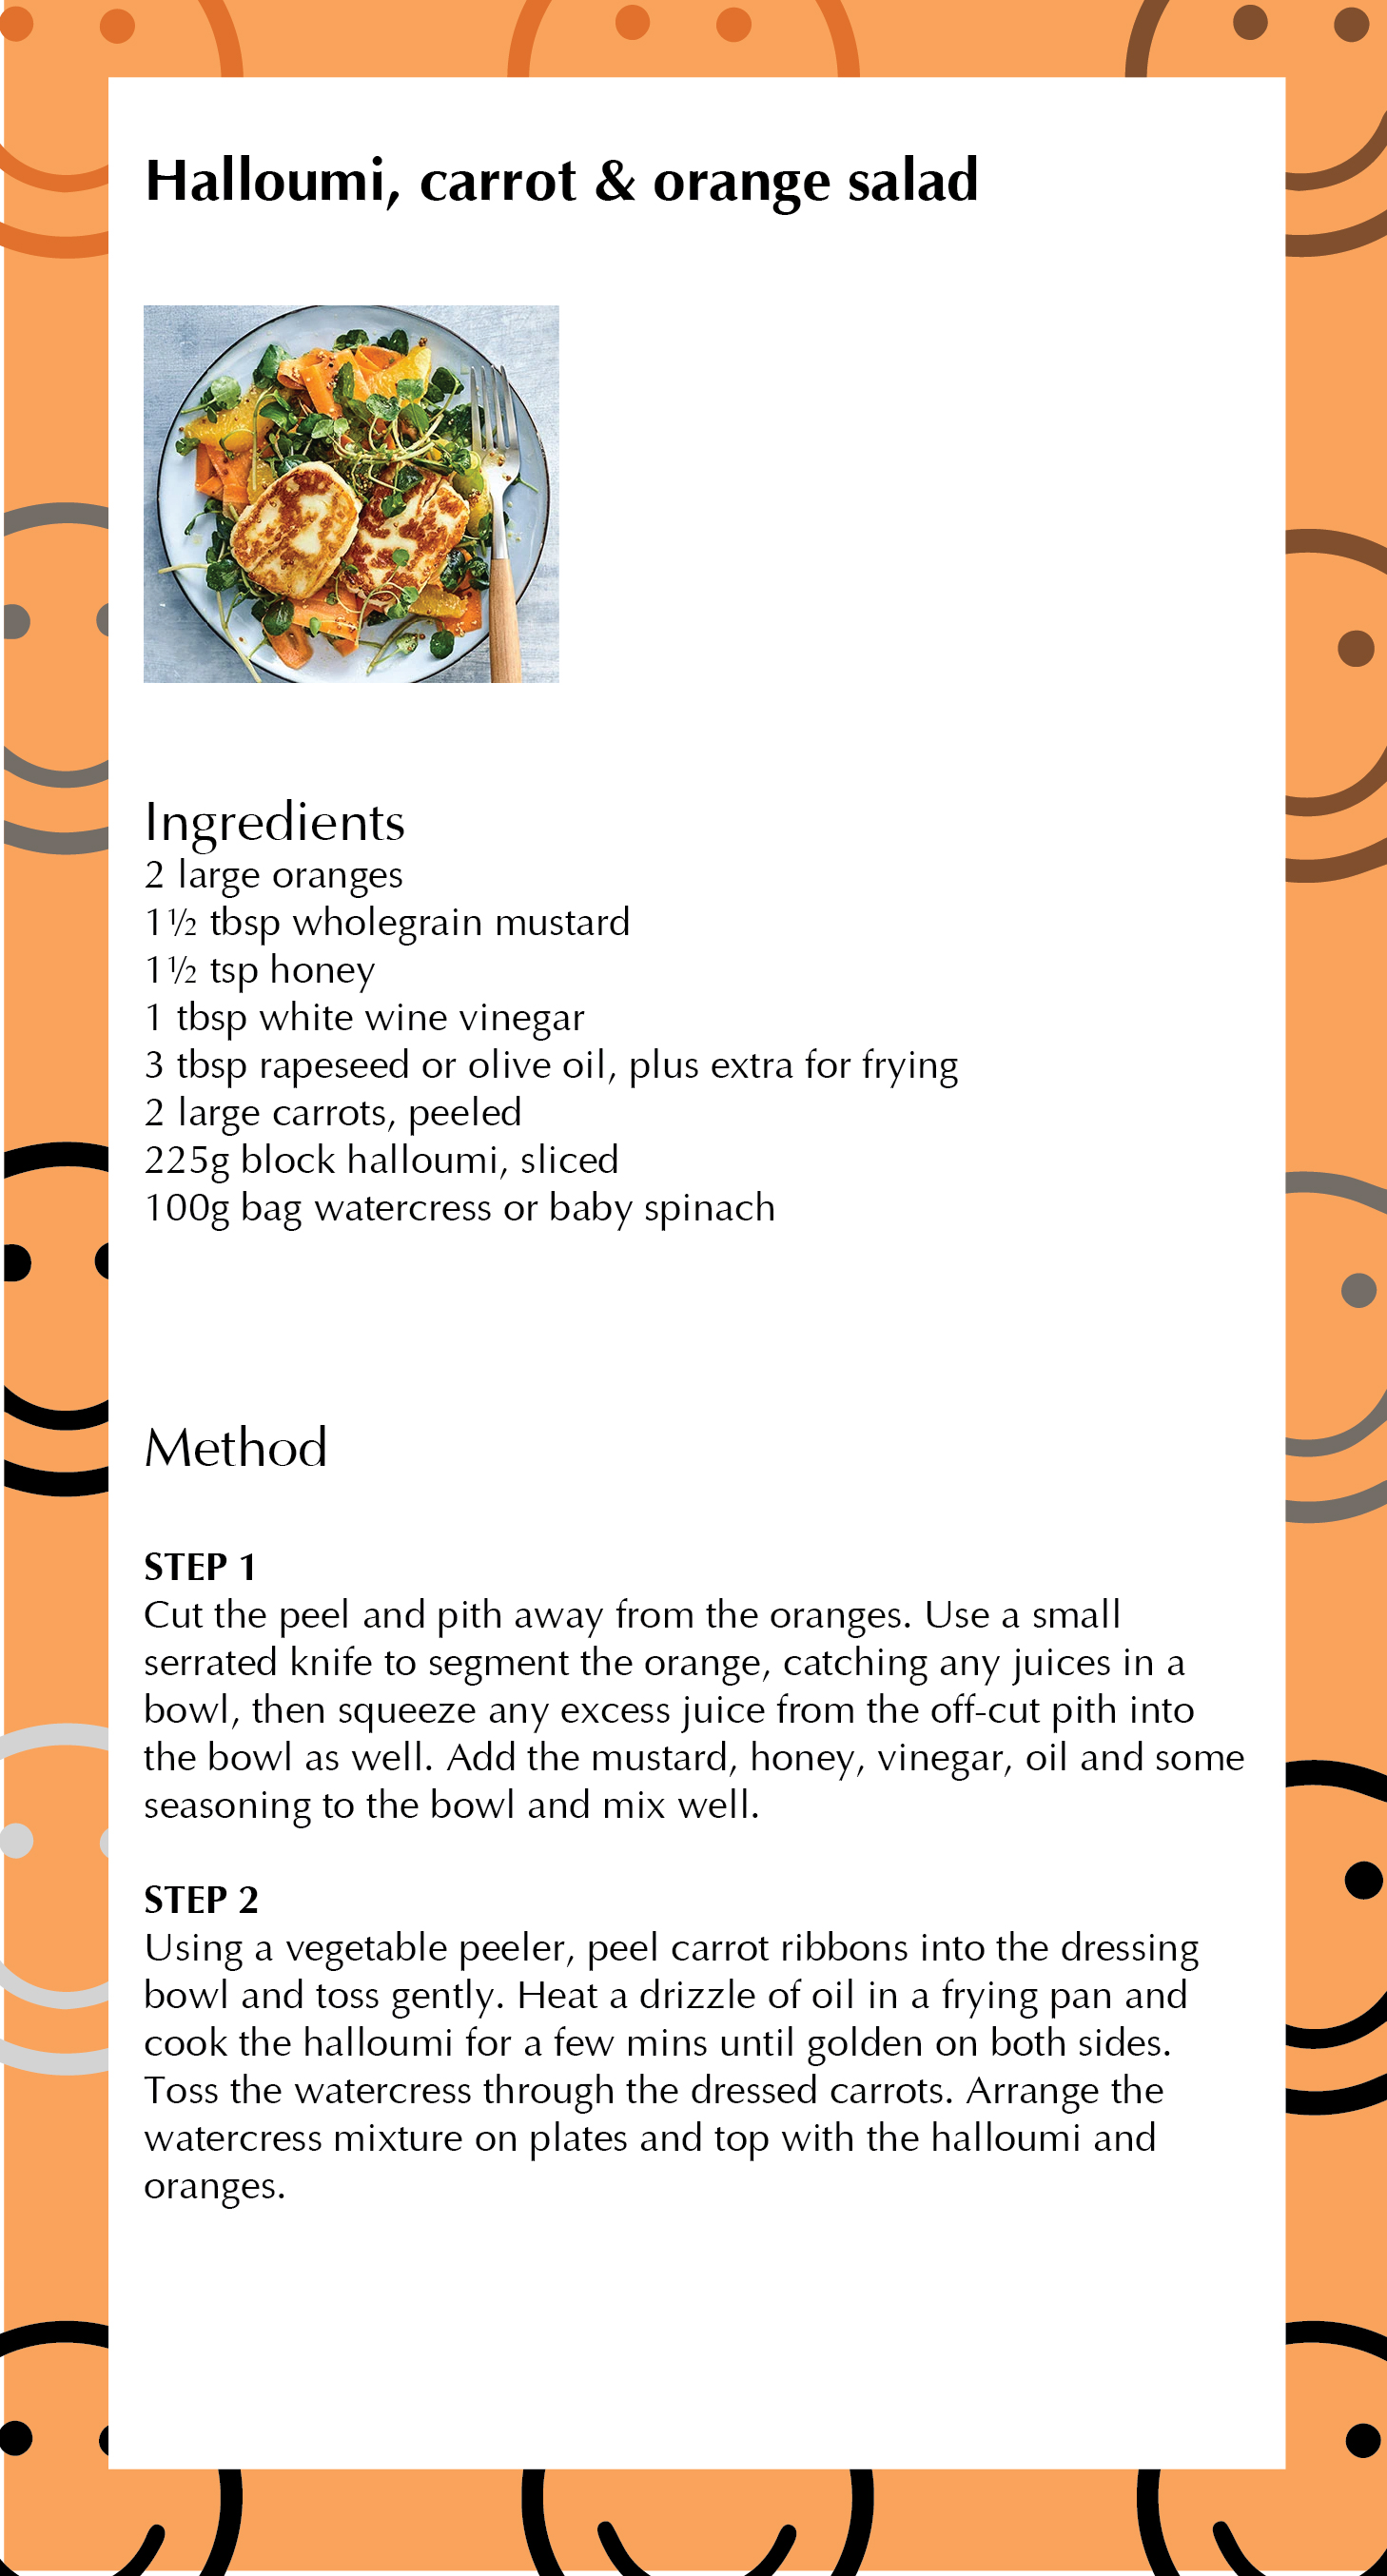 Halloumi, carrot & orange salad
Ingredients
2 large oranges
1½ tbsp wholegrain mustard
1½ tsp honey
1 tbsp white wine vinegar
3 tbsp rapeseed or olive oil, plus extra for frying
2 large carrots, peeled
225g block halloumi, sliced
100g bag watercress or baby spinach
Method
STEP 1
Cut the peel and pith away from the oranges. Use a small
serrated knife to segment the orange, catching any juices in a
bowl, then squeeze any excess juice from the off-cut pith into
the bowl as well. Add the mustard, honey, vinegar, oil and some
seasoning to the bowl and mix well.
STEP 2
Using a vegetable peeler, peel carrot ribbons into the dressing
bowl and toss gently. Heat a drizzle of oil in a frying pan and
cook the halloumi for a few mins until golden on both sides.
Toss the watercress through the dressed carrots. Arrange the
watercress mixture on plates and top with the halloumi and
oranges.